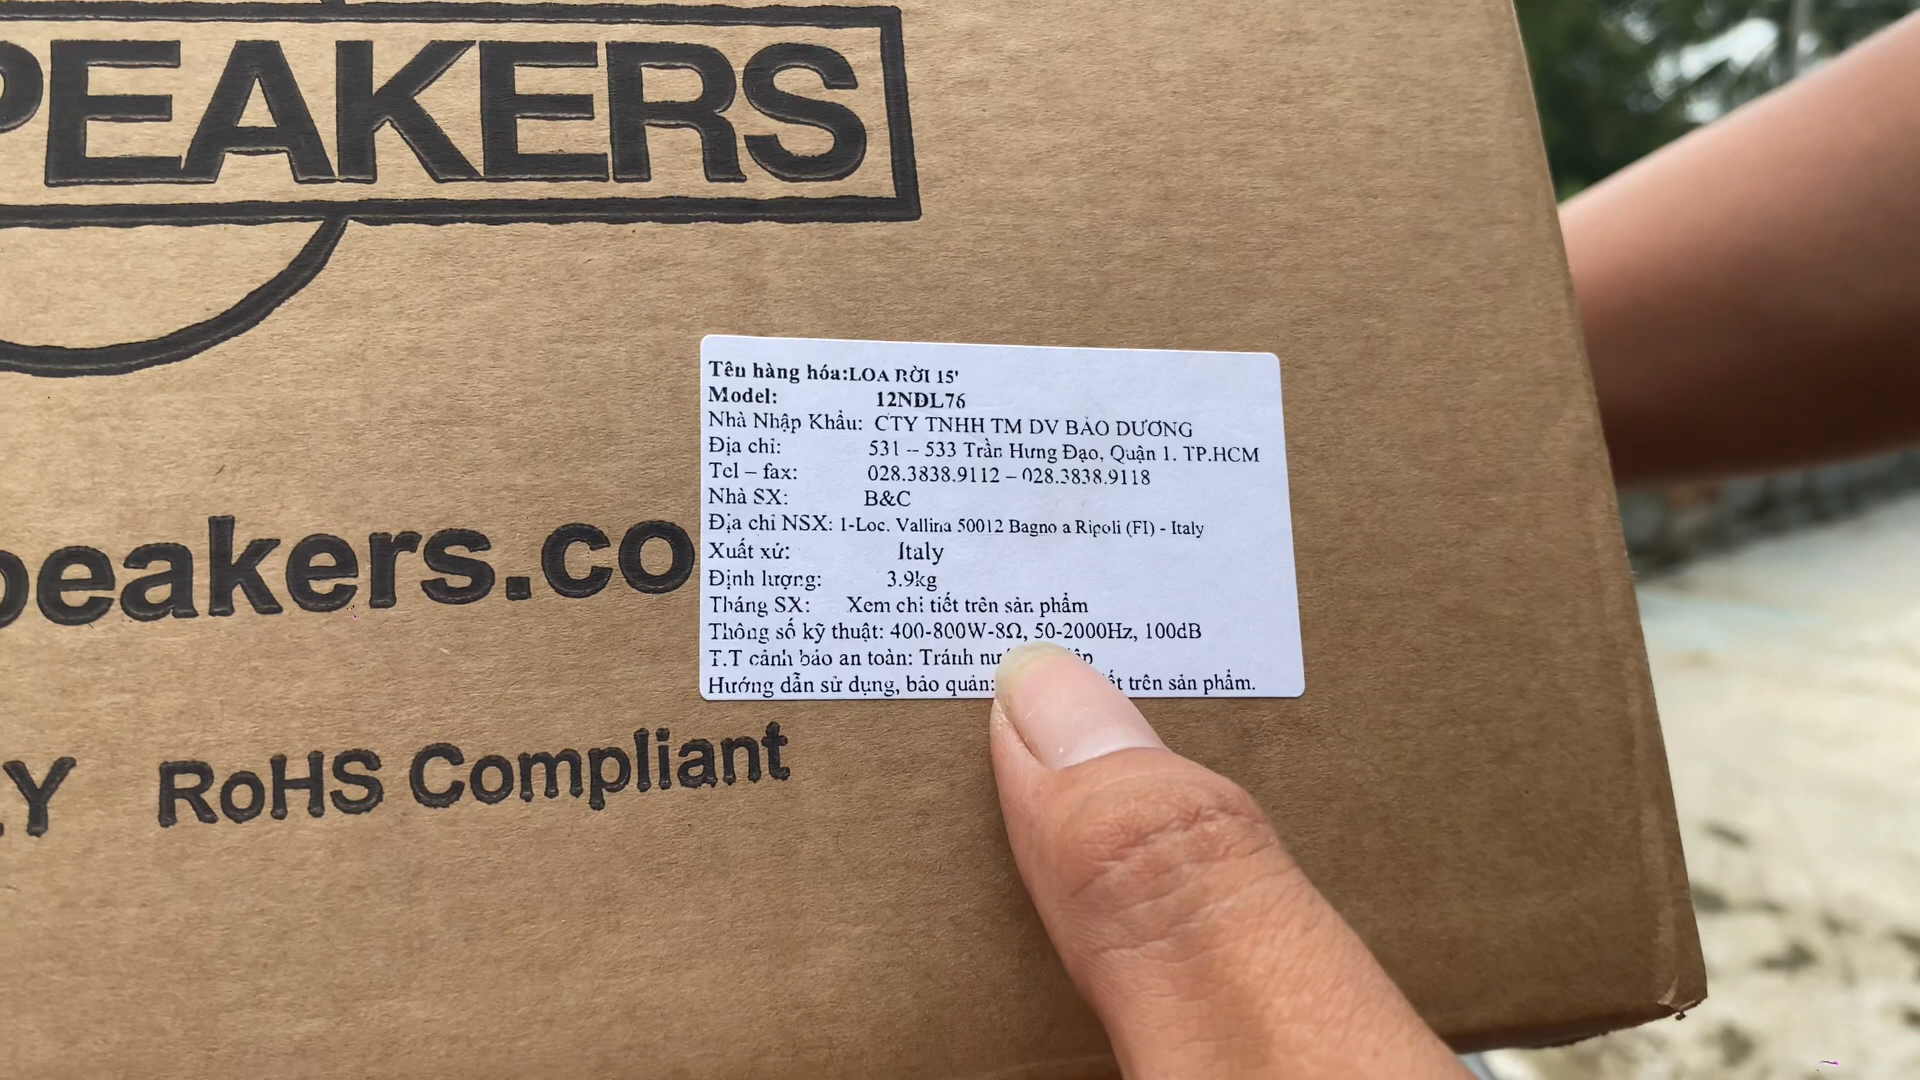 PEAKERS
Tên hàng hóa:LOA RỜI 15'
Model: 12NDL76
Nhà Nhập Khẩu: CTY TNHH TM DV BẢO DƯƠNG
Địa chỉ: 531 – 533 Trần Hưng Đạo, Quận 1. TP.HCM
Tel – fax: 028.3838.9112 – 028.3838.9118
Nhà SX: B&C
Địa chỉ NSX: 1-Loc. Vallina 50012 Bagno a Ripoli (FI) - Italy
Xuất xứ: Italy
Định lượng: 3.9kg
Tháng SX: Xem chi tiết trên sản phẩm
Thông số kỹ thuật: 400-800W-8Ω, 50-2000Hz, 100dB
T.T cảnh báo an toàn: Tránh
Hướng dẫn sử dụng, bảo quản: trên sản phẩm.
peakers.co
LY RoHS Compliant